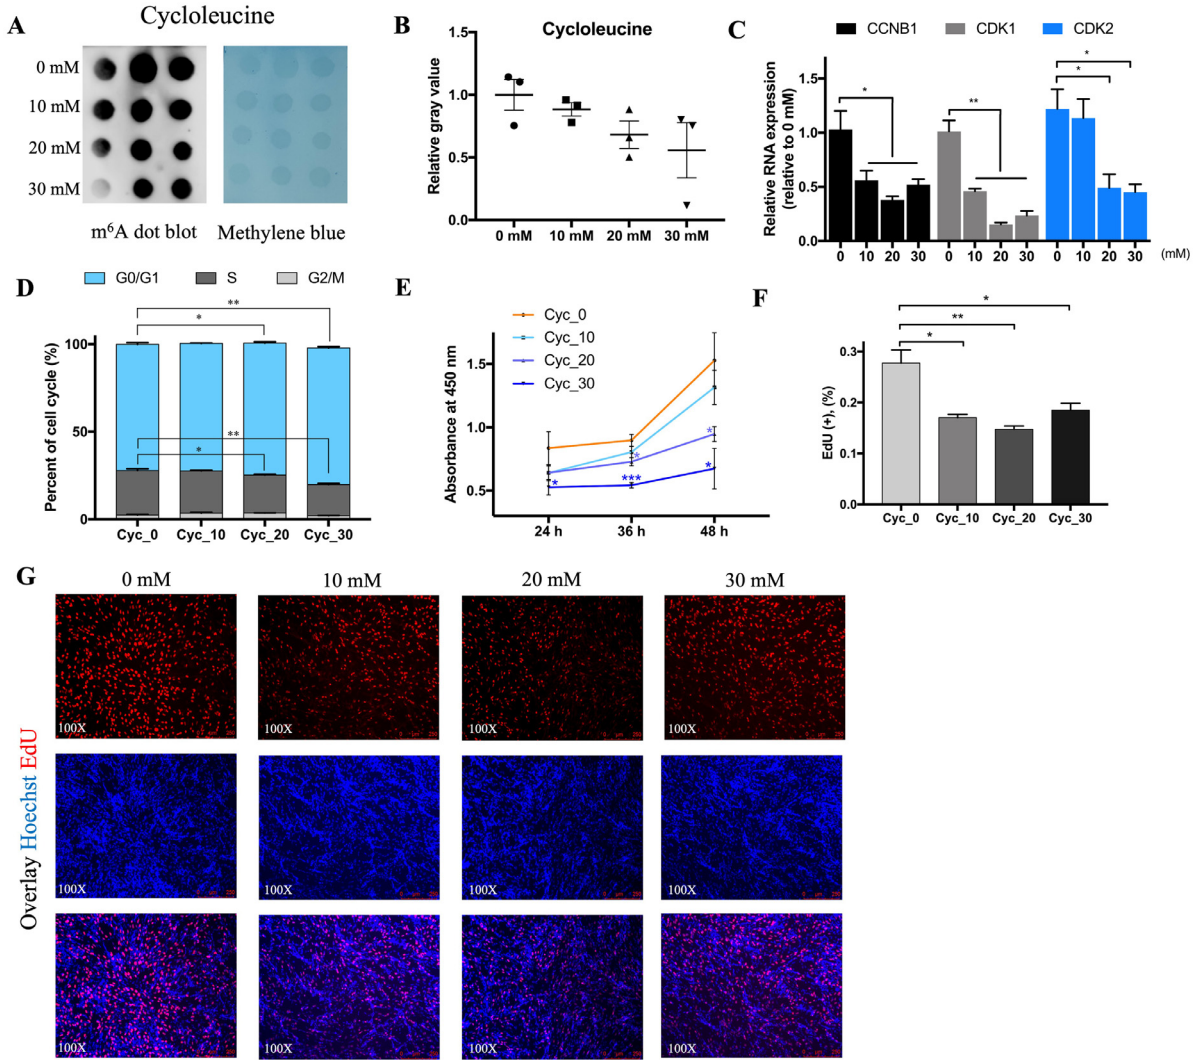 A
Cycloleucine
0 mM
10 mM
20 mM
30 mM
m⁶A dot blot
Methylene blue
B
Cycloleucine
Relative gray value
1.5
1.0
0.5
0.0
0 mM 10 mM 20 mM 30 mM
C
CCNB1 CDK1 CDK2
Relative RNA expression
(relative to 0 mM)
1.5
1.0
0.5
0.0
* ** * *
0 10 20 30 0 10 20 30 0 10 20 30 (mM)
D
G0/G1 S G2/M
Percent of cell cycle (%)
100
50
0
**
*
**
*
Cyc_0 Cyc_10 Cyc_20 Cyc_30
E
Cyc_0
Cyc_10
Cyc_20
Cyc_30
Absorbance at 450 nm
1.5
1.0
0.5
* * *** * *
24 h 36 h 48 h
F
EdU (+), (%)
0.3
0.2
0.1
0.0
*
**
*
Cyc_0 Cyc_10 Cyc_20 Cyc_30
G
0 mM 10 mM 20 mM 30 mM
Overlay Hoechst EdU
100X 100X 100X 100X
100X 100X 100X 100X
100X 100X 100X 100X